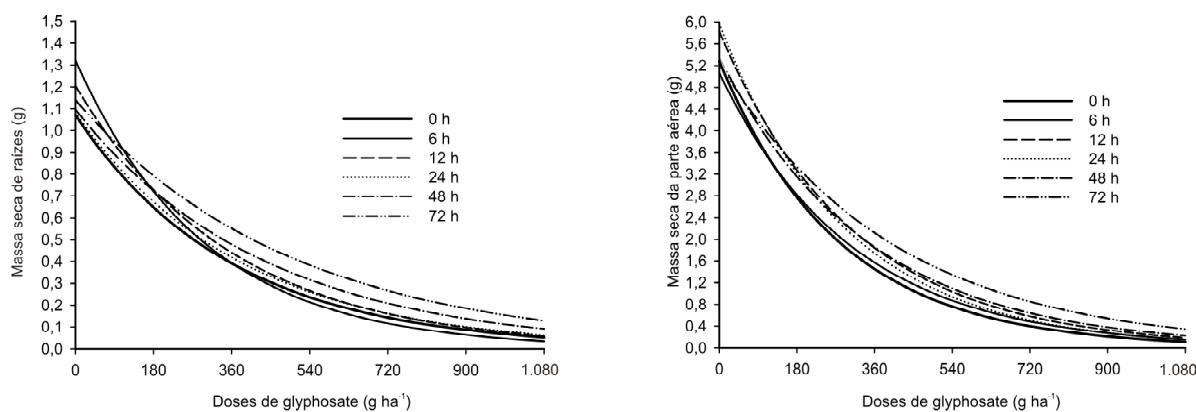 Massa seca de raízes (g)
1,5
1,4
1,3
1,2
1,1
1,0
0,9
0,8
0,7
0,6
0,5
0,4
0,3
0,2
0,1
0,0
0 180 360 540 720 900 1.080
Doses de glyphosate (g ha⁻¹)
0 h
6 h
12 h
24 h
48 h
72 h
Massa seca da parte aérea (g)
6,0
5,6
5,2
4,8
4,4
4,0
3,6
3,2
2,8
2,4
2,0
1,6
1,2
0,8
0,4
0,0
0 180 360 540 720 900 1.080
Doses de glyphosate (g ha⁻¹)
0 h
6 h
12 h
24 h
48 h
72 h